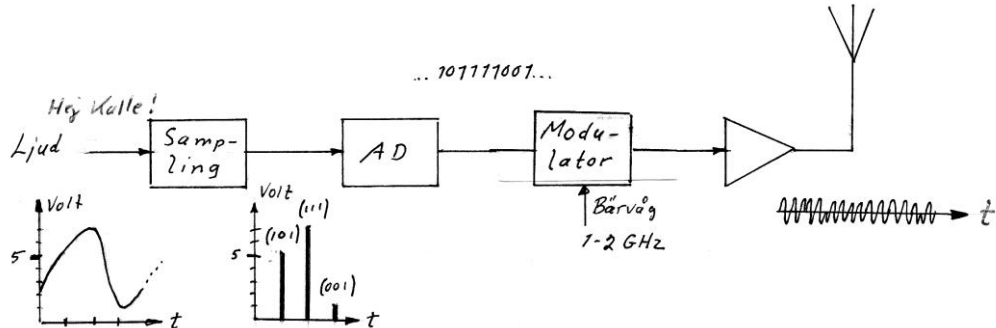 ... 101111001...
Hej Kalle!
Ljud
Samp-
ling
AD
Modu-
lator
Bärvåg
1-2 GHz
t
Volt
5
t
Volt
(111)
(101)
5
(001)
t